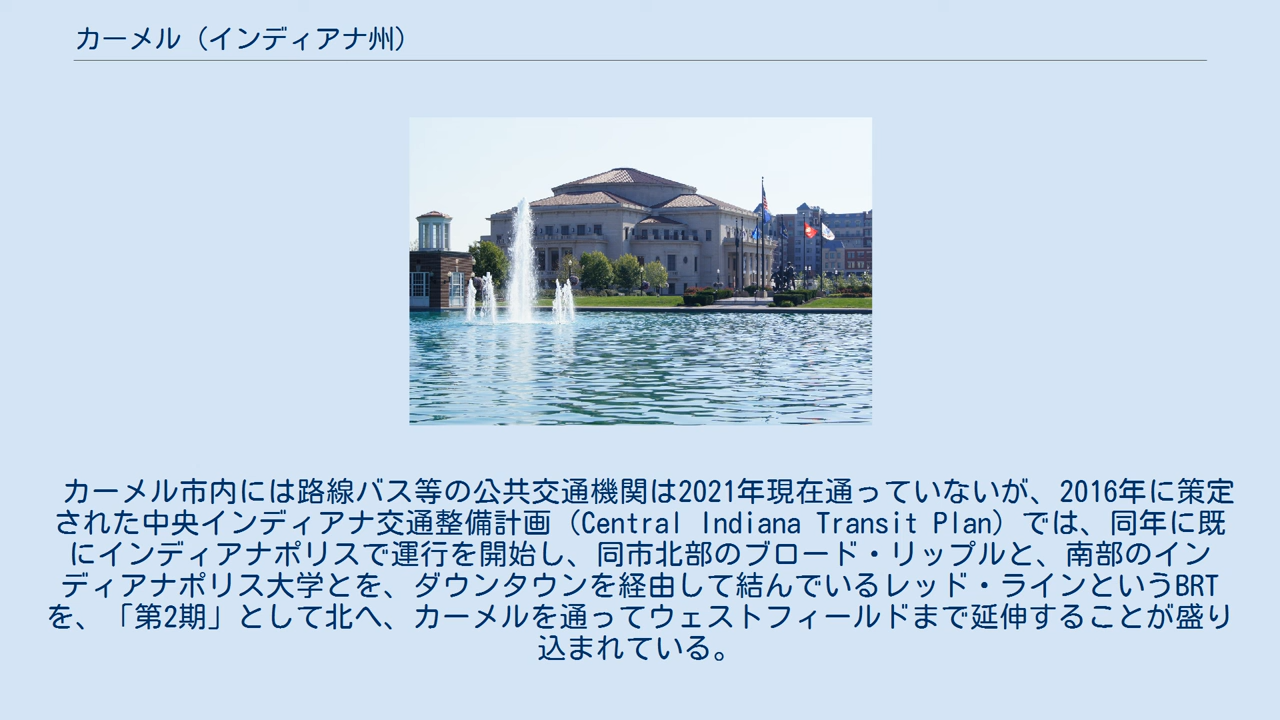 カーメル（インディアナ州）
カーメル市内には路線バス等の公共交通機関は2021年現在通っていないが、2016年に策定
された中央インディアナ交通整備計画（Central Indiana Transit Plan）では、同年に既
にインディアナポリスで運行を開始し、同市北部のブロード・リップルと、南部のイン
ディアナポリス大学とを、ダウンタウンを経由して結んでいるレッド・ラインというBRT
を、「第2期」として北へ、カーメルを通ってウェストフィールドまで延伸することが盛り
込まれている。